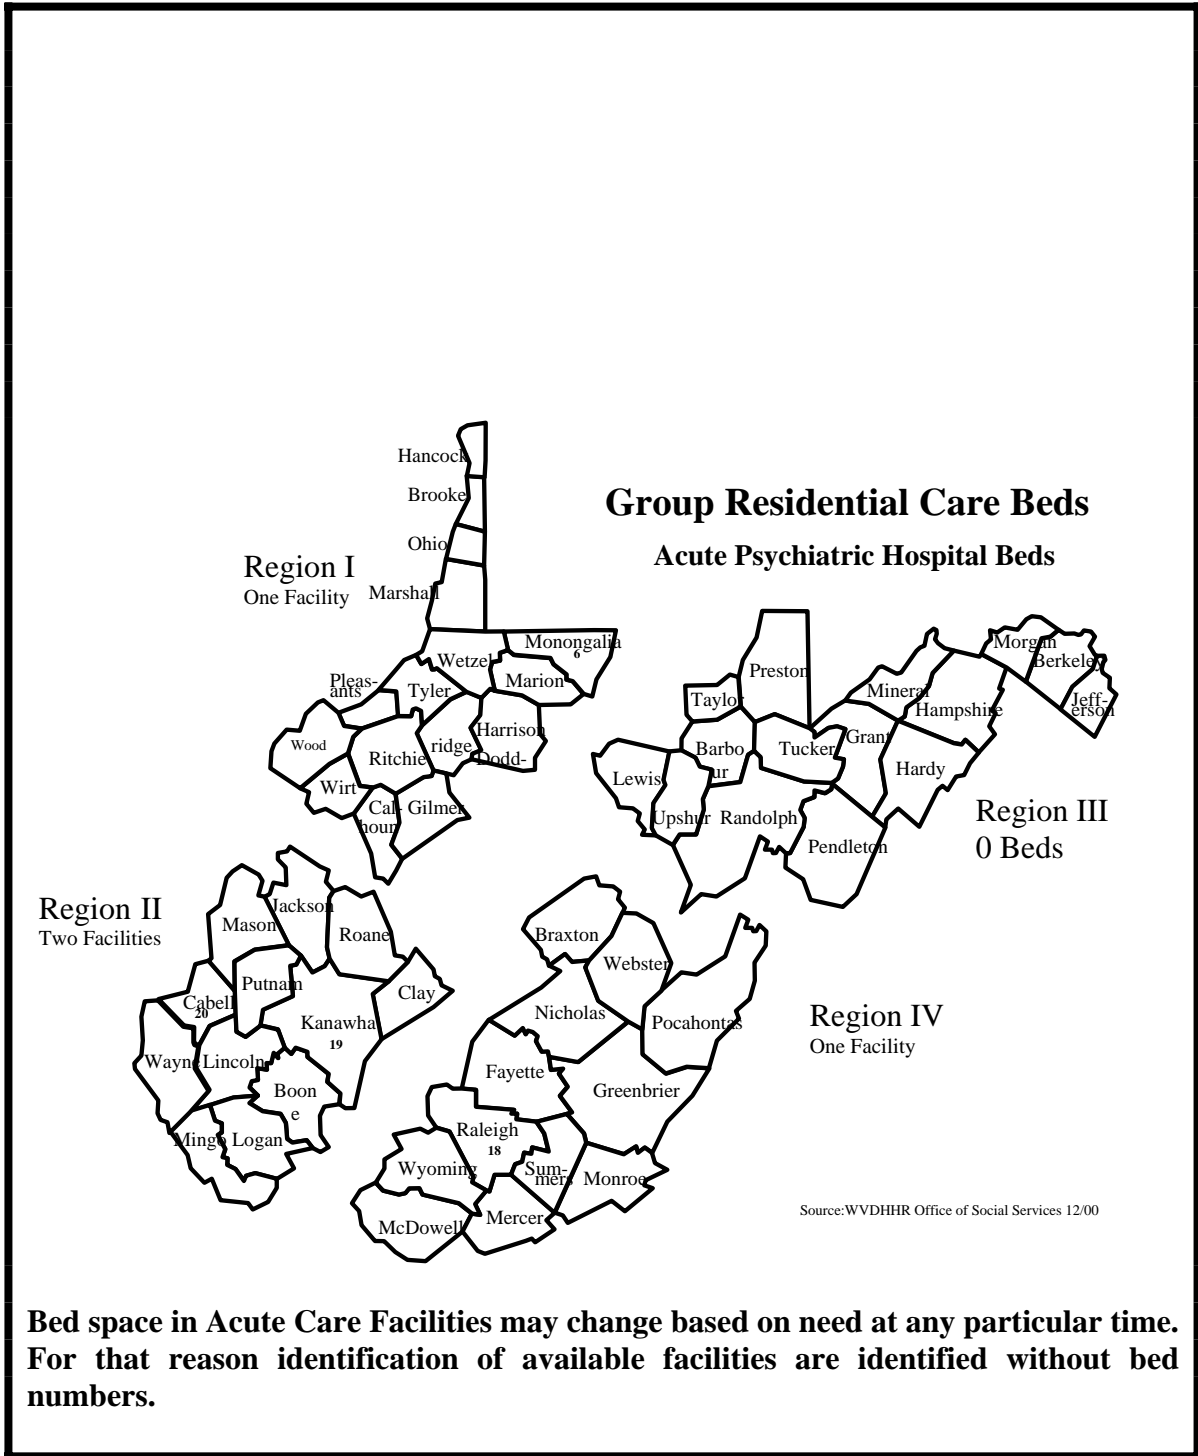 Hancock
Brooke
Group Residential Care Beds
Ohio
Acute Psychiatric Hospital Beds
Region I
One Facility
Marshall
Monongalia
6
Morgan
Wetzel
Berkeley
Preston
Marion
Pleas-
ants
Tyler
Mineral
Taylor
Jeff-
erson
Hampshire
Harrison
Wood
ridge
Grant
Barbo
ur
Tucker
Ritchie
Dodd-
Hardy
Lewis
Wirt
Cal-
houn
Gilmer
Region III
0 Beds
Upshur
Randolph
Pendleton
Region II
Two Facilities
Jackson
Mason
Roane
Braxton
Webster
Putnam
Clay
Cabell
20
Nicholas
Region IV
One Facility
Kanawha
19
Pocahontas
Wayne
Lincoln
Fayette
Boon
e
Greenbrier
Raleigh
18
Mingo
Logan
Wyoming
Sum-
mers
Monroe
Source:WVDHHR Office of Social Services 12/00
Mercer
McDowell
Bed space in Acute Care Facilities may change based on need at any particular time.
For that reason identification of available facilities are identified without bed
numbers.